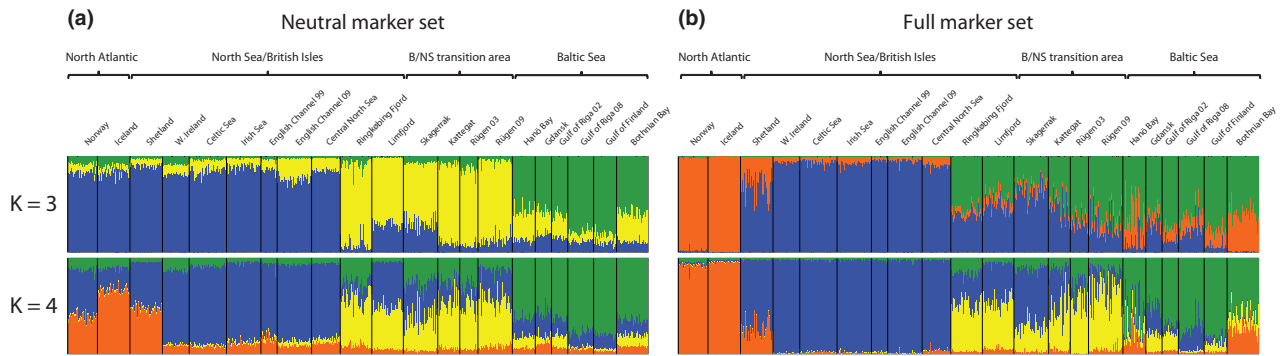 (a) Neutral marker set
North Atlantic North Sea/British Isles B/NS transition area Baltic Sea
Norway Iceland Shetland W. Ireland Celtic Sea Irish Sea English Channel 99 English Channel 09 Central North Sea Ringkøbing Fjord Limfjord Skagerrak Kattegat Rügen 03 Rügen 09 Hanö Bay Gdansk Gulf of Riga 02 Gulf of Riga 08 Gulf of Finland Bothnian Bay
(b) Full marker set
North Atlantic North Sea/British Isles B/NS transition area Baltic Sea
Norway Iceland Shetland W. Ireland Celtic Sea Irish Sea English Channel 99 English Channel 09 Central North Sea Ringkøbing Fjord Limfjord Skagerrak Kattegat Rügen 03 Rügen 09 Hanö Bay Gdansk Gulf of Riga 02 Gulf of Riga 08 Gulf of Finland Bothnian Bay
K = 3
K = 4